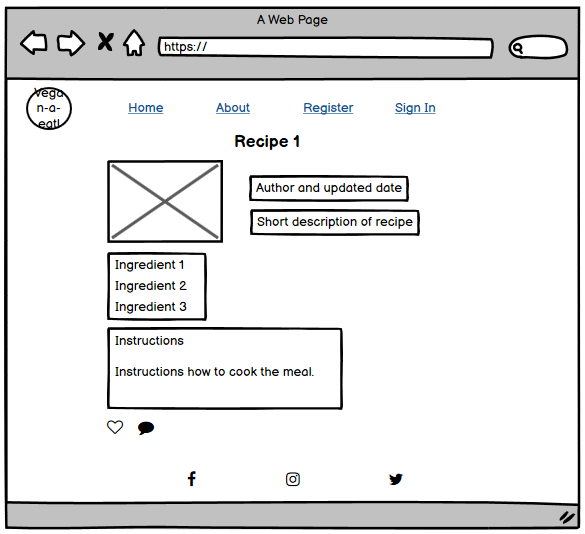 A Web Page
https://
Vega
n-a-
eat!
Home About Register Sign In
Recipe 1
Author and updated date
Short description of recipe
Ingredient 1
Ingredient 2
Ingredient 3
Instructions
Instructions how to cook the meal.